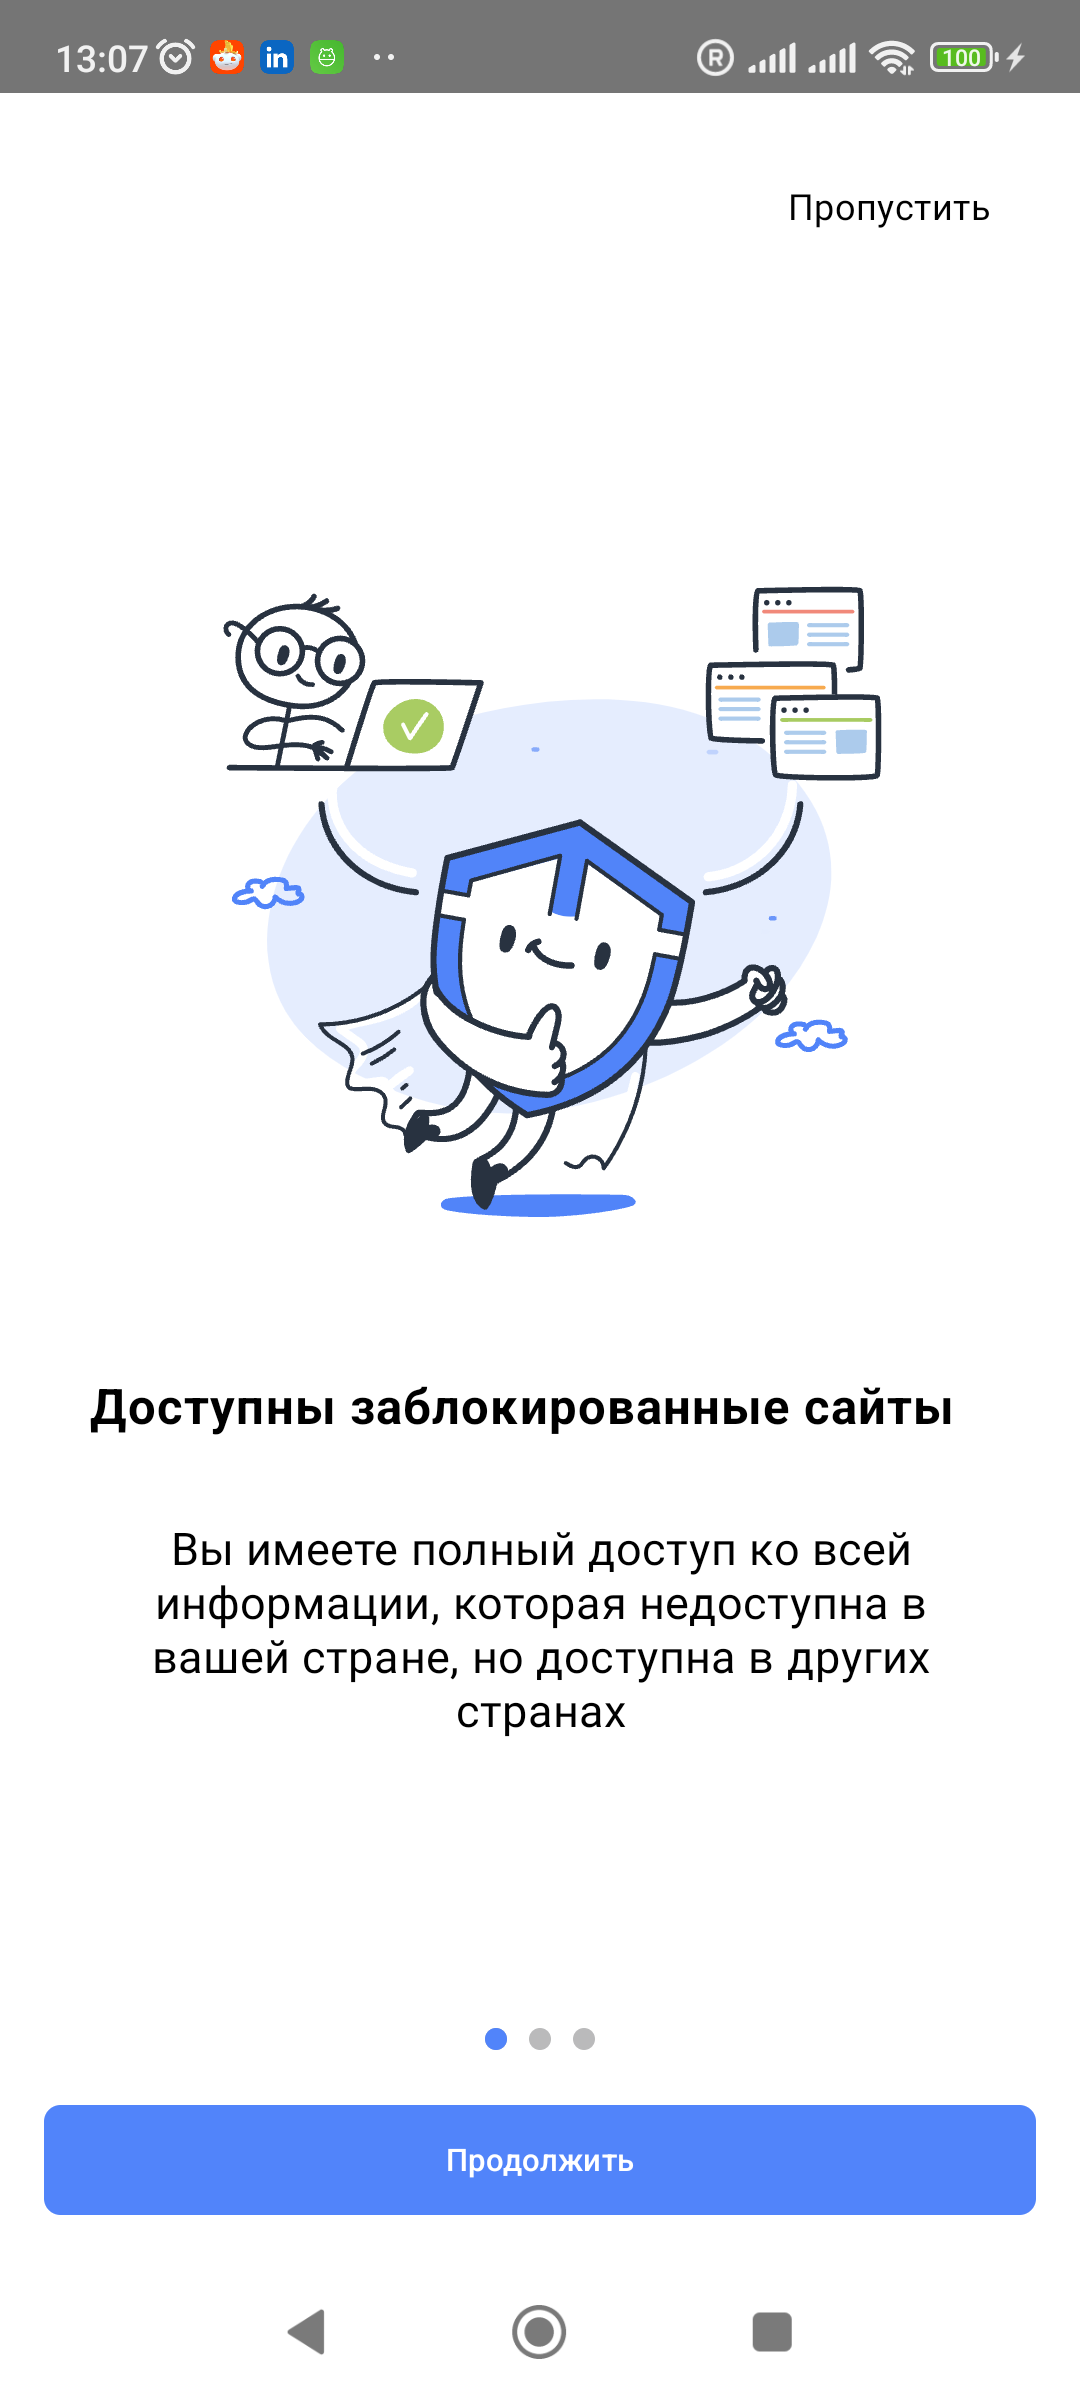 13:07
in
R
100
Пропустить
Доступны заблокированные сайты
Вы имеете полный доступ ко всей
информации, которая недоступна в
вашей стране, но доступна в других
странах
Продолжить